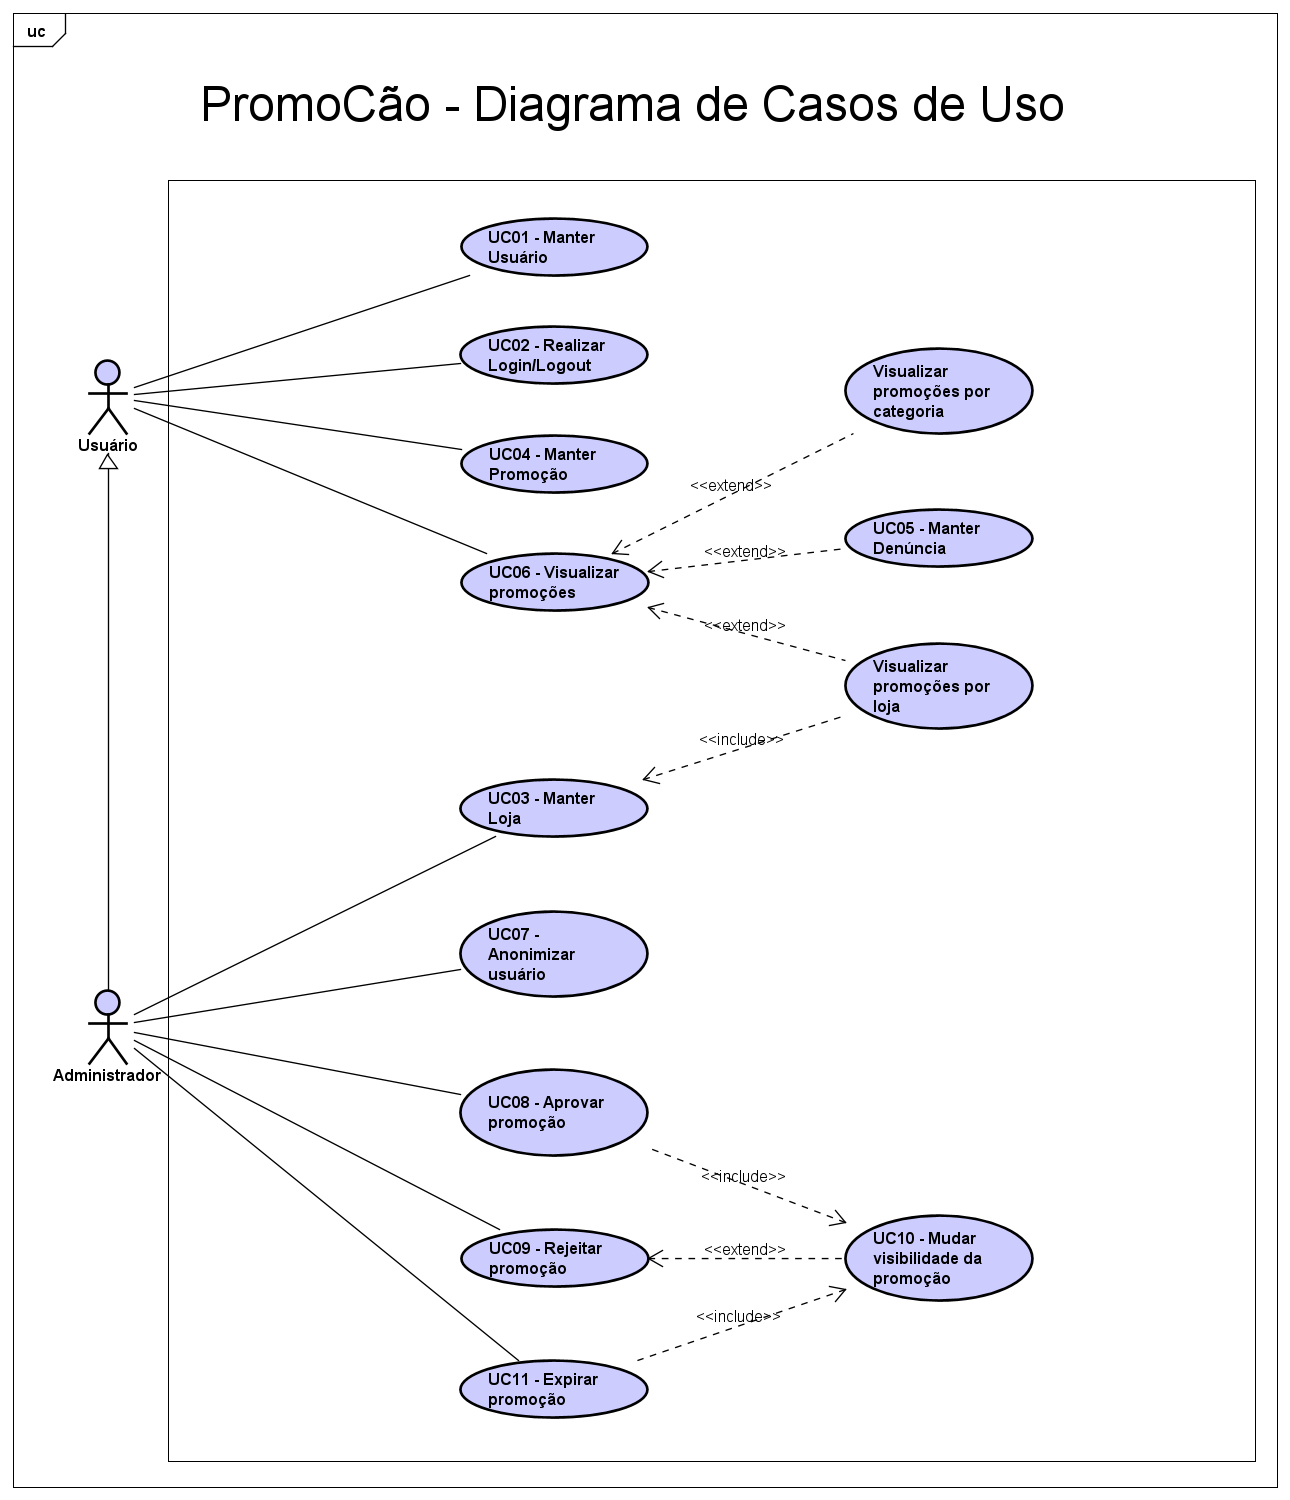 uc
PromoCão - Diagrama de Casos de Uso
UC01 - Manter
Usuário
UC02 - Realizar
Login/Logout
Visualizar
promoções por
categoria
Usuário
UC04 - Manter
Promoção
<<extend>>
UC05 - Manter
Denúncia
<<extend>>
UC06 - Visualizar
promoções
<<extend>>
Visualizar
promoções por
loja
<<include>>
UC03 - Manter
Loja
UC07 -
Anonimizar
usuário
Administrador
UC08 - Aprovar
promoção
<<include>>
UC09 - Rejeitar
promoção
<<extend>>
UC10 - Mudar
visibilidade da
promoção
<<include>>
UC11 - Expirar
promoção